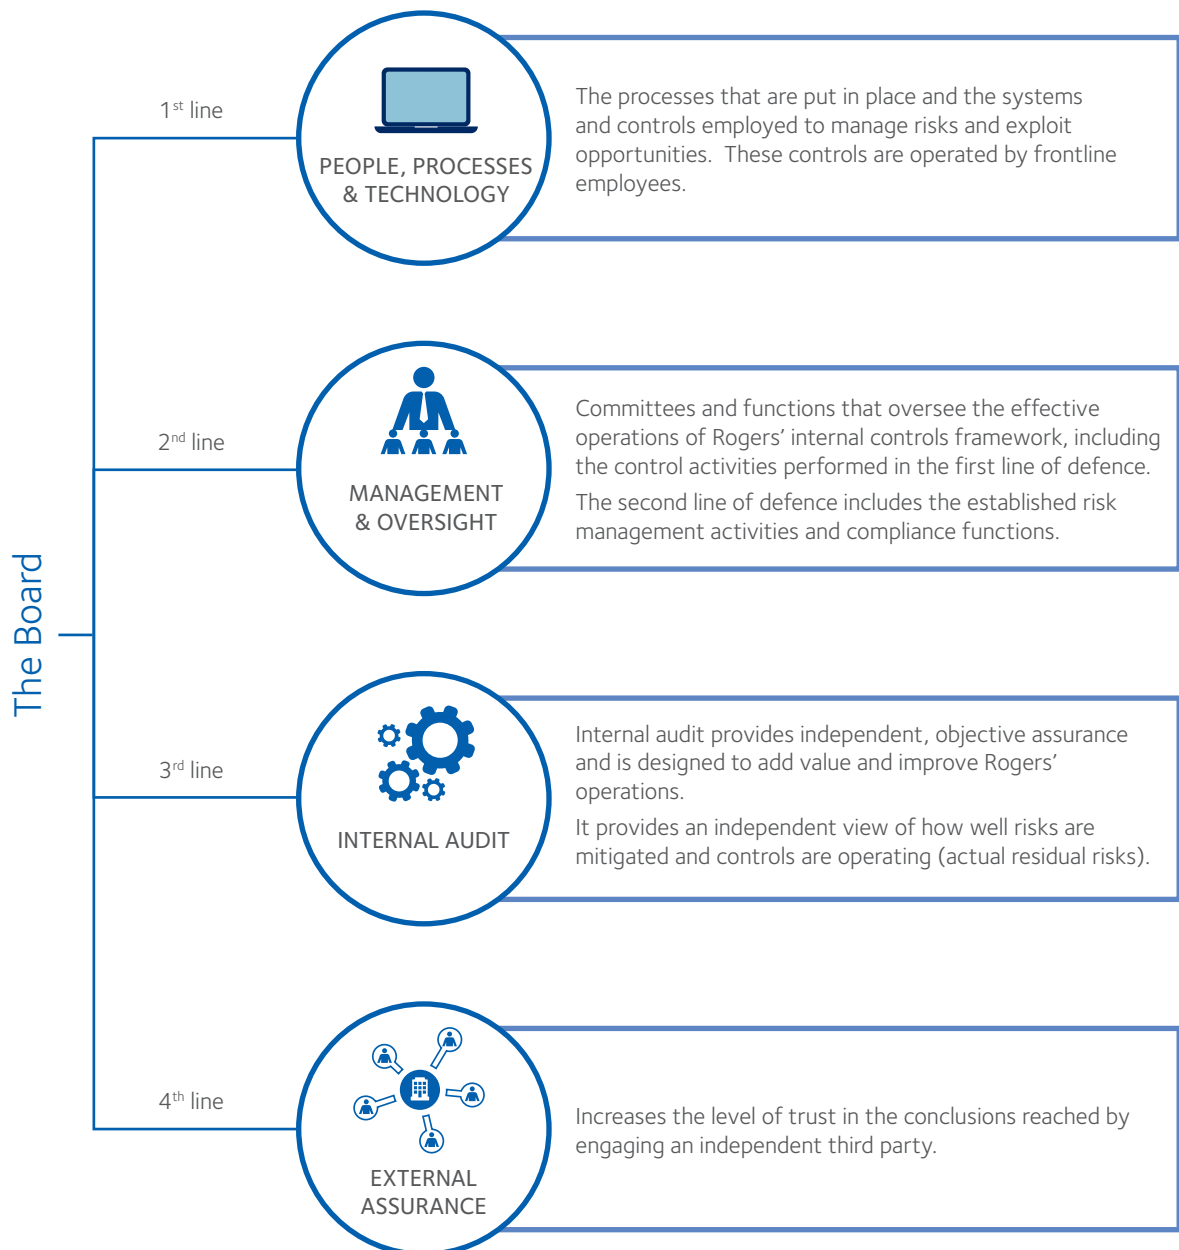 The Board
1st line
PEOPLE, PROCESSES
& TECHNOLOGY
The processes that are put in place and the systems
and controls employed to manage risks and exploit
opportunities.  These controls are operated by frontline
employees.
2nd line
MANAGEMENT
& OVERSIGHT
Committees and functions that oversee the effective
operations of Rogers’ internal controls framework, including
the control activities performed in the first line of defence.
The second line of defence includes the established risk
management activities and compliance functions.
3rd line
INTERNAL AUDIT
Internal audit provides independent, objective assurance
and is designed to add value and improve Rogers’
operations.
It provides an independent view of how well risks are
mitigated and controls are operating (actual residual risks).
4th line
EXTERNAL
ASSURANCE
Increases the level of trust in the conclusions reached by
engaging an independent third party.